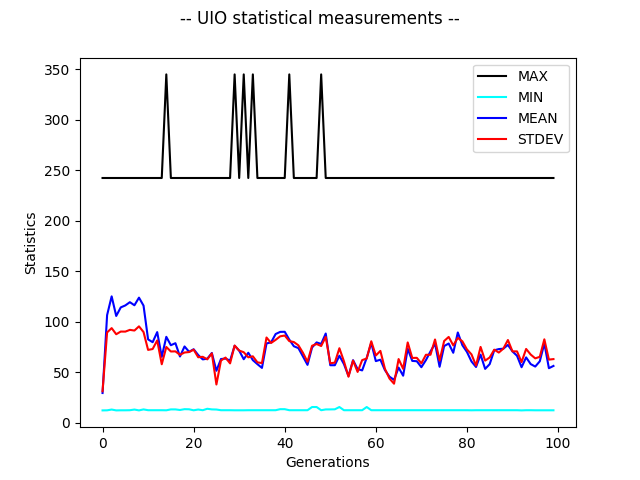 -- UIO statistical measurements --
350
300
250
200
150
100
50
0
Statistics
MAX
MIN
MEAN
STDEV
0 20 40 60 80 100
Generations